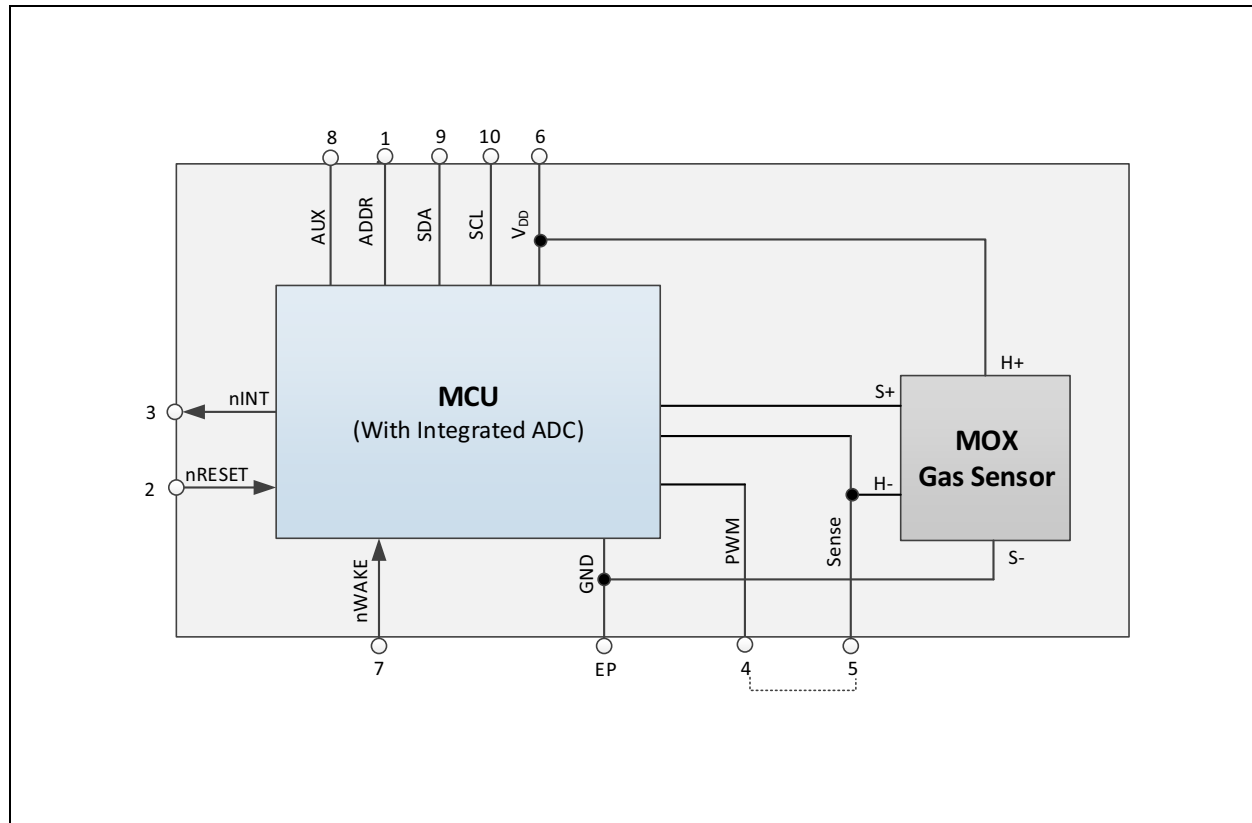 8 1 9 10 6
AUX
ADDR
SDA
SCL
VDD
H+
3
nINT
MCU
(With Integrated ADC)
S+
MOX
Gas Sensor
2
nRESET
H-
nWAKE
GND
PWM
Sense
S-
7 EP 4 5